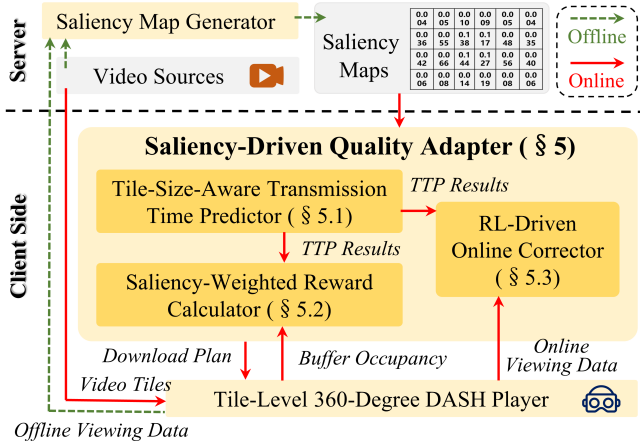 Server
Saliency Map Generator
Video Sources
Saliency
Maps
0.0 0.0 0.0 0.0 0.0 0.0
04 05 10 09 05 04
0.0 0.0 0.1 0.1 0.0 0.0
36 55 38 17 48 35
0.0 0.0 0.1 0.1 0.0 0.0
42 66 44 27 56 40
0.0 0.0 0.0 0.0 0.0 0.0
06 08 14 19 08 06
Offline
Online
Client Side
Saliency-Driven Quality Adapter ( § 5)
Tile-Size-Aware Transmission
Time Predictor ( § 5.1)
TTP Results
TTP Results
RL-Driven
Online Corrector
( § 5.3)
Saliency-Weighted Reward
Calculator ( § 5.2)
Download Plan
Buffer Occupancy
Online
Viewing Data
Video Tiles
Tile-Level 360-Degree DASH Player
Offline Viewing Data